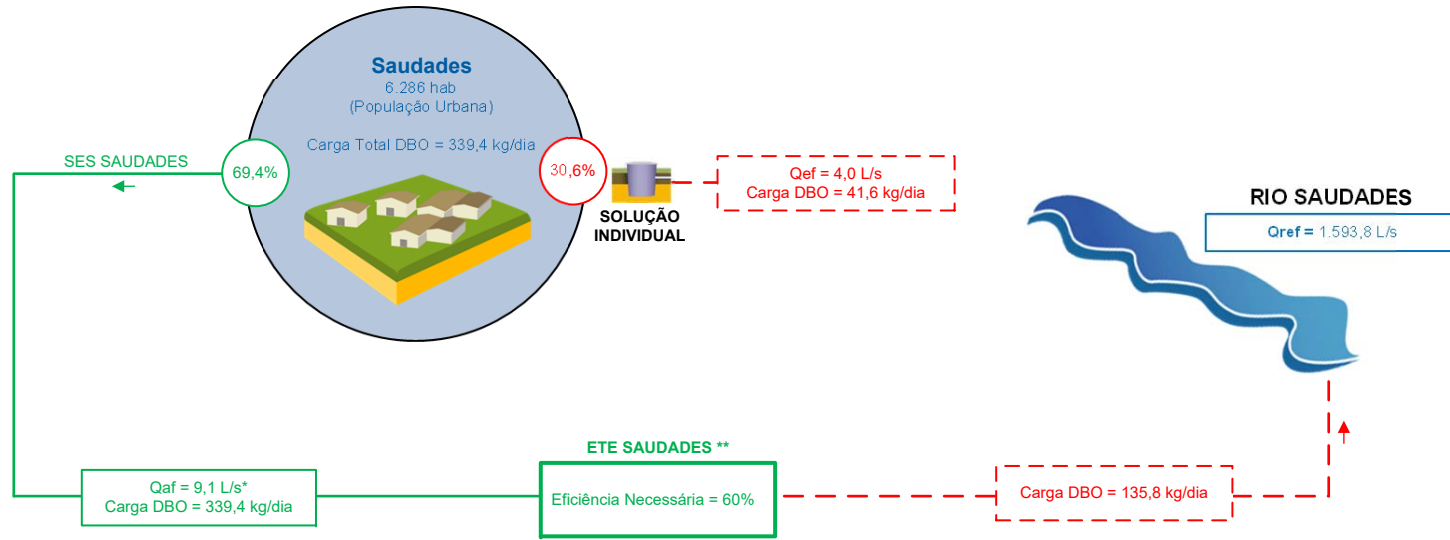 Saudades
6.286 hab
(População Urbana)
Carga Total DBO = 339,4 kg/dia
SES SAUDADES
69,4%
30,6%
SOLUÇÃO
INDIVIDUAL
Qef = 4,0 L/s
Carga DBO = 41,6 kg/dia
RIO SAUDADES
Qref = 1.593,8 L/s
ETE SAUDADES **
Qaf = 9,1 L/s*
Carga DBO = 339,4 kg/dia
Eficiência Necessária = 60%
Carga DBO = 135,8 kg/dia